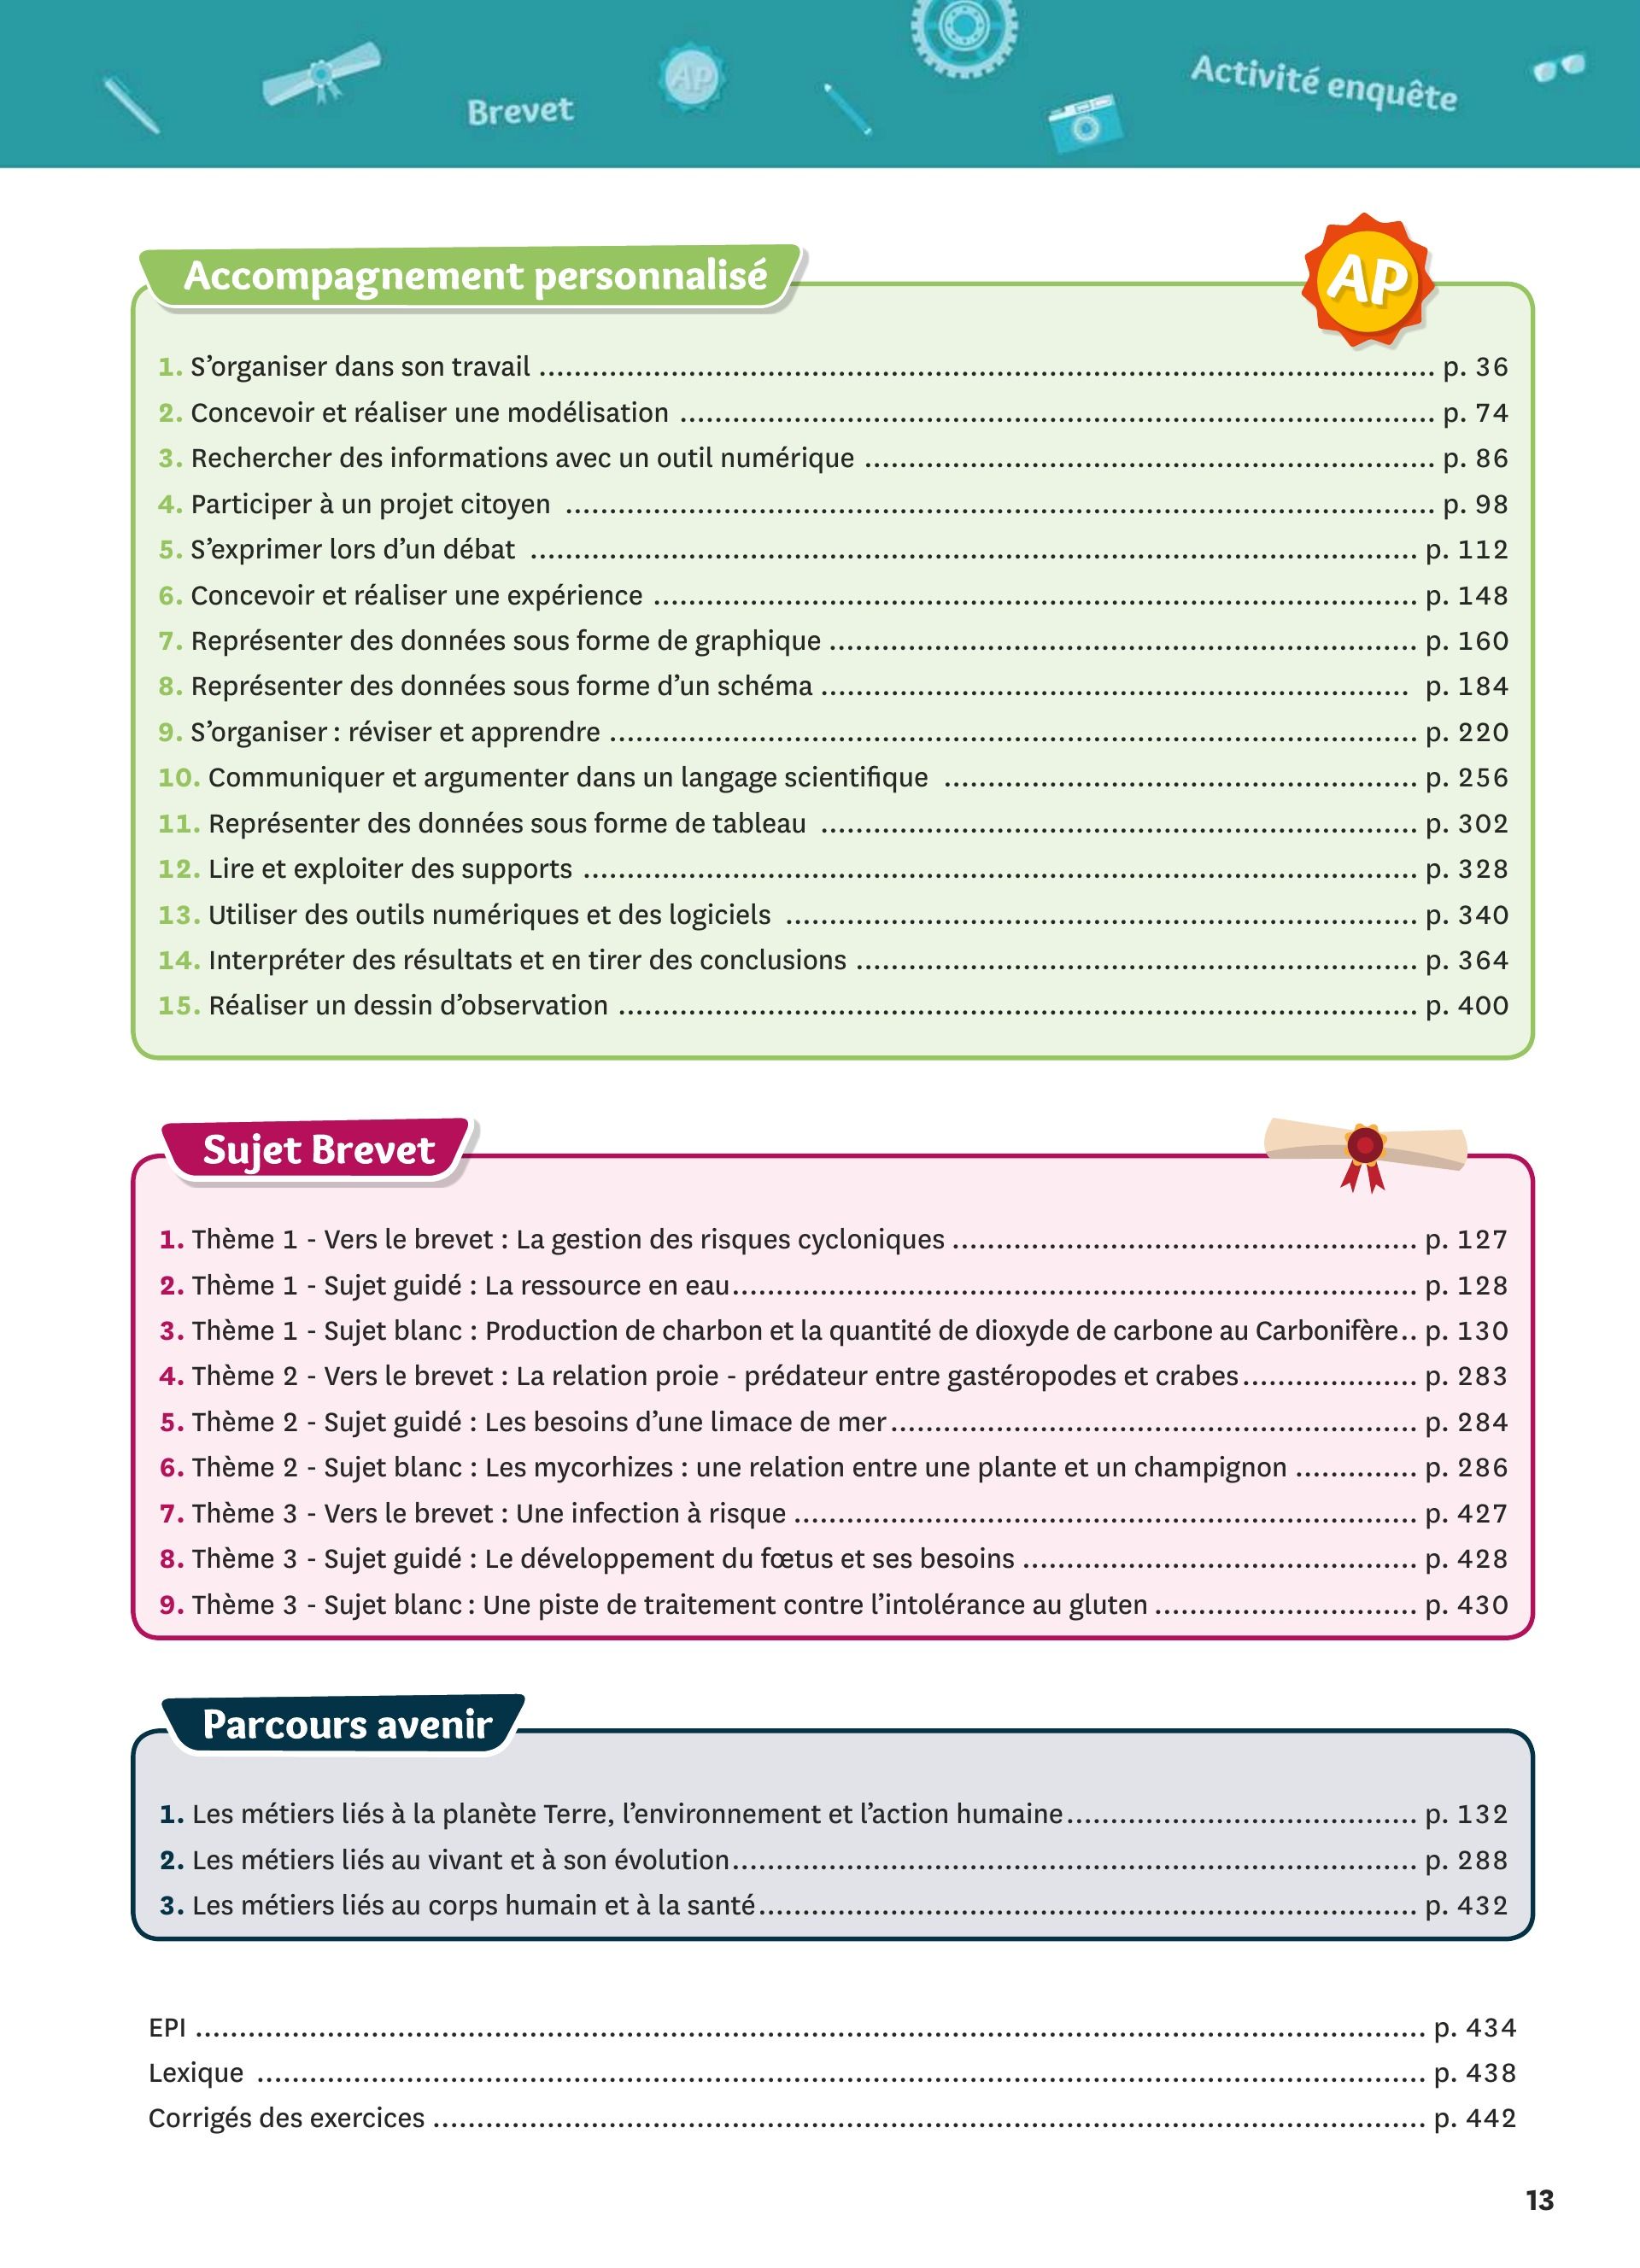 Brevet
AP
Activité enquête
Accompagnement personnalisé
AP
1. S’organiser dans son travail ........ p. 36
2. Concevoir et réaliser une modélisation ........ p. 74
3. Rechercher des informations avec un outil numérique ........ p. 86
4. Participer à un projet citoyen ........ p. 98
5. S’exprimer lors d’un débat ........ p. 112
6. Concevoir et réaliser une expérience ........ p. 148
7. Représenter des données sous forme de graphique ........ p. 160
8. Représenter des données sous forme d’un schéma ........ p. 184
9. S’organiser : réviser et apprendre ........ p. 220
10. Communiquer et argumenter dans un langage scientifique ........ p. 256
11. Représenter des données sous forme de tableau ........ p. 302
12. Lire et exploiter des supports ........ p. 328
13. Utiliser des outils numériques et des logiciels ........ p. 340
14. Interpréter des résultats et en tirer des conclusions ........ p. 364
15. Réaliser un dessin d’observation ........ p. 400
Sujet Brevet
1. Thème 1 - Vers le brevet : La gestion des risques cycloniques ........ p. 127
2. Thème 1 - Sujet guidé : La ressource en eau ........ p. 128
3. Thème 1 - Sujet blanc : Production de charbon et la quantité de dioxyde de carbone au Carbonifère.. p. 130
4. Thème 2 - Vers le brevet : La relation proie - prédateur entre gastéropodes et crabes ........ p. 283
5. Thème 2 - Sujet guidé : Les besoins d’une limace de mer ........ p. 284
6. Thème 2 - Sujet blanc : Les mycorhizes : une relation entre une plante et un champignon ........ p. 286
7. Thème 3 - Vers le brevet : Une infection à risque ........ p. 427
8. Thème 3 - Sujet guidé : Le développement du fœtus et ses besoins ........ p. 428
9. Thème 3 - Sujet blanc : Une piste de traitement contre l’intolérance au gluten ........ p. 430
Parcours avenir
1. Les métiers liés à la planète Terre, l’environnement et l’action humaine ........ p. 132
2. Les métiers liés au vivant et à son évolution ........ p. 288
3. Les métiers liés au corps humain et à la santé ........ p. 432
EPI ........ p. 434
Lexique ........ p. 438
Corrigés des exercices ........ p. 442
13